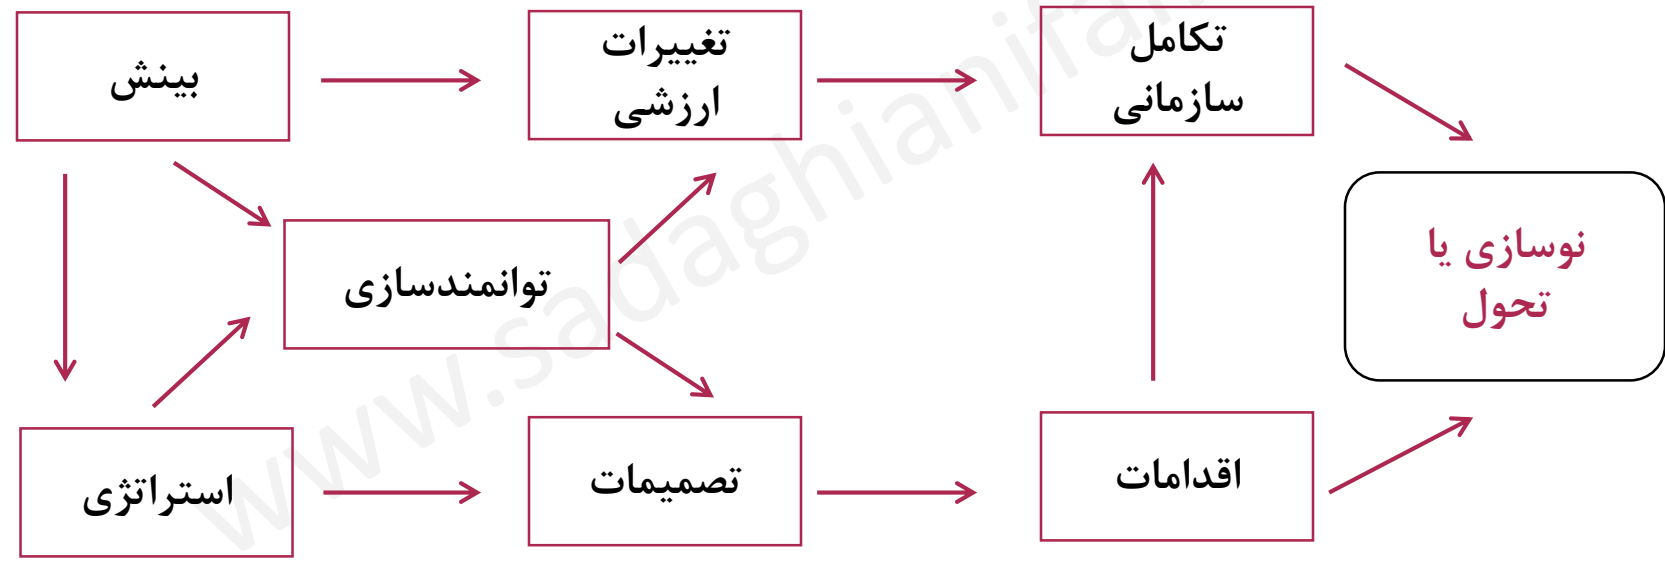 بینش
تغییرات
ارزشی
تکامل
سازمانی
توانمندسازی
نوسازی یا
تحول
استراتژی
تصمیمات
اقدامات
www.sadaghianifar